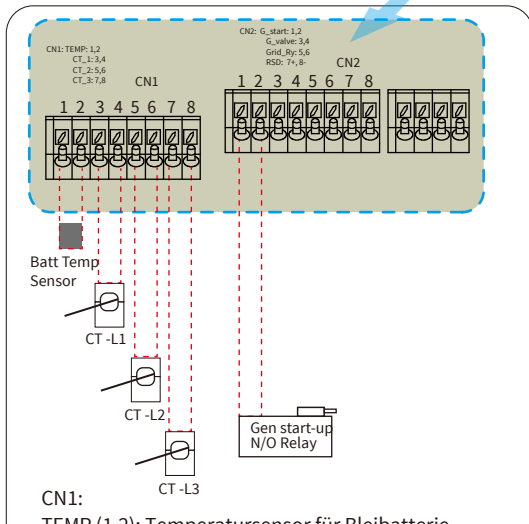 CN1: TEMP: 1,2
CT_1: 3,4
CT_2: 5,6
CT_3: 7,8
CN1
1 2 3 4 5 6 7 8
CN2: G_start: 1,2
G_valve: 3,4
Grid_Ry: 5,6
RSD: 7+, 8-
CN2
1 2 3 4 5 6 7 8
Batt Temp
Sensor
CT -L1
CT -L2
CT -L3
Gen start-up
N/O Relay
CN1:
TEMP (1,2): Temperatursensor für Bleibatterie